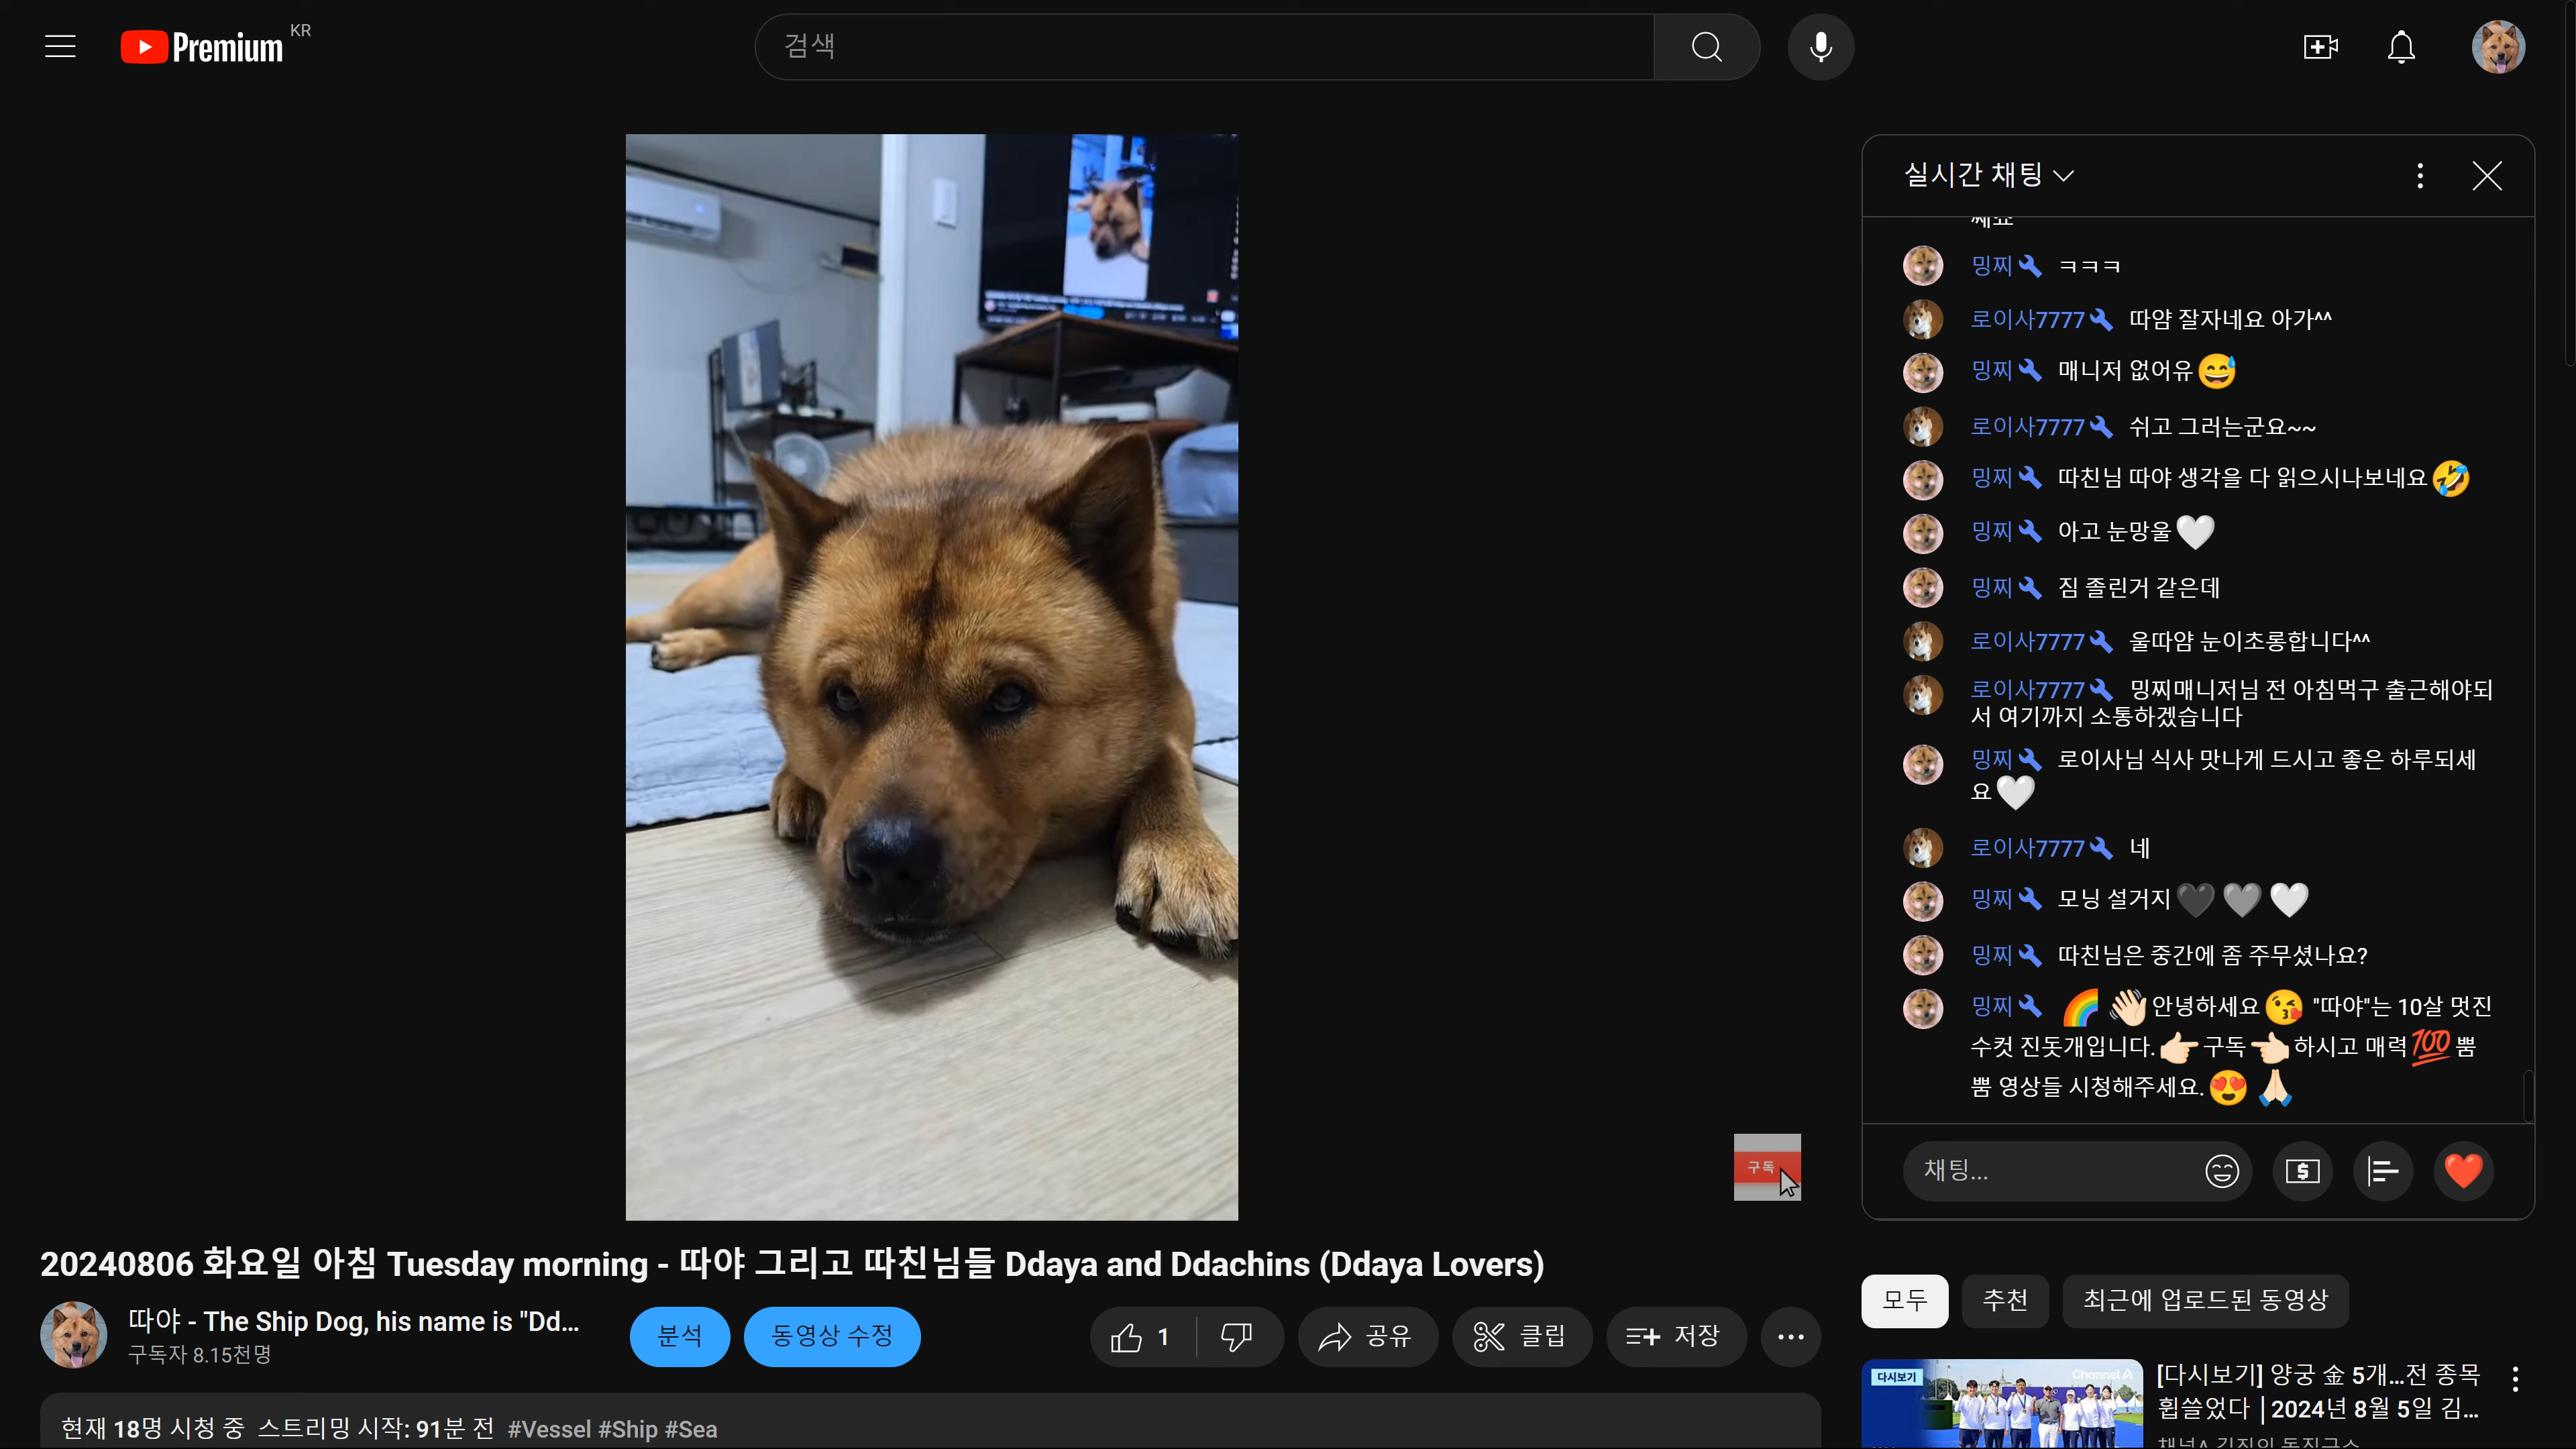 Premium KR
검색
실시간 채팅
께요
밍찌 ㅋㅋㅋ
로이사7777 따얌 잘자네요 아가^^
밍찌 매니저 없어유😅
로이사7777 쉬고 그러는군요~~
밍찌 따친님 따야 생각을 다 읽으시나보네요🤣
밍찌 아고 눈망울🤍
밍찌 짐 졸린거 같은데
로이사7777 울따얌 눈이초롱합니다^^
로이사7777 밍찌매니저님 전 아침먹구 출근해야되
서 여기까지 소통하겠습니다
밍찌 로이사님 식사 맛나게 드시고 좋은 하루되세
요🤍
로이사7777 네
밍찌 모닝 설거지🖤🩶🤍
밍찌 따친님은 중간에 좀 주무셨나요?
밍찌 🌈👋🏻안녕하세요😘 "따야"는 10살 멋진
수컷 진돗개입니다.👉🏻구독👈🏻하시고 매력💯뿜
뿜 영상들 시청해주세요.😍🙏🏻
채팅...
구독
20240806 화요일 아침 Tuesday morning - 따야 그리고 따친님들 Ddaya and Ddachins (Ddaya Lovers)
따야 - The Ship Dog, his name is "Dd...
구독자 8.15천명
분석
동영상 수정
1
공유
클립
저장
현재 18명 시청 중 스트리밍 시작: 91분 전 #Vessel #Ship #Sea
모두
추천
최근에 업로드된 동영상
다시보기
Channel A
[다시보기] 양궁 金 5개...전 종목
휩쓸었다 | 2024년 8월 5일 김...